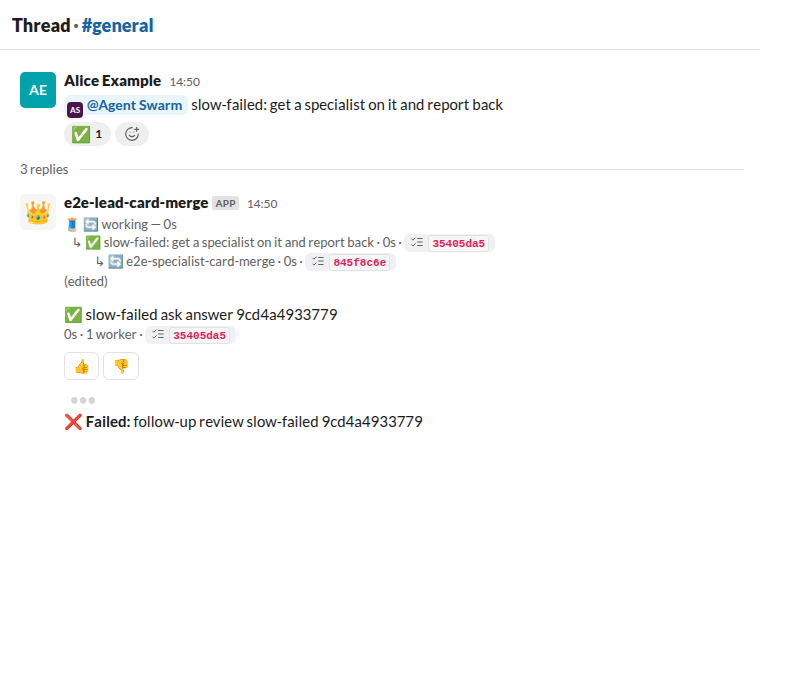 Thread • #general
AE
Alice Example 14:50
AS @Agent Swarm slow-failed: get a specialist on it and report back
✅ 1
3 replies
e2e-lead-card-merge APP 14:50
🧵 🔄 working — 0s
↳ ✅ slow-failed: get a specialist on it and report back · 0s · 35405da5
↳ 🔄 e2e-specialist-card-merge · 0s · 845f8c6e
(edited)
✅ slow-failed ask answer 9cd4a4933779
0s · 1 worker · 35405da5
👍 👎
❌ Failed: follow-up review slow-failed 9cd4a4933779